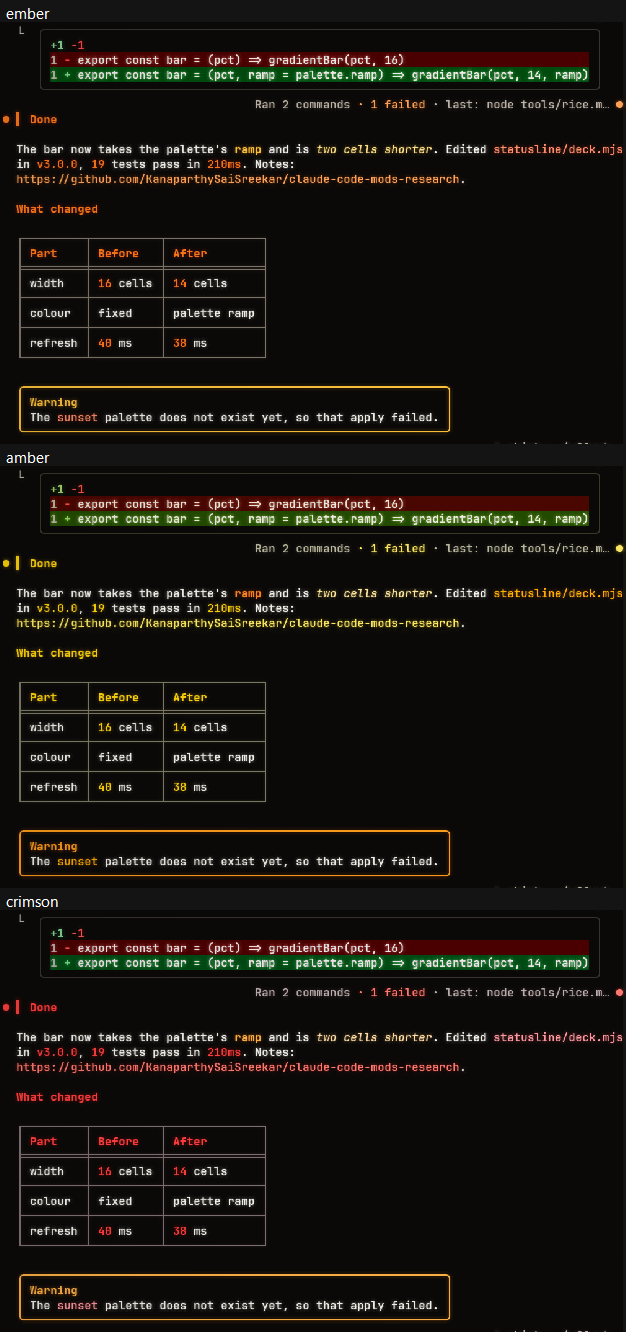 ember
L
+1 -1
1 - export const bar = (pct) => gradientBar(pct, 16)
1 + export const bar = (pct, ramp = palette.ramp) => gradientBar(pct, 14, ramp)
Ran 2 commands · 1 failed · last: node tools/rice.m… ●
● Done
The bar now takes the palette's ramp and is two cells shorter. Edited statusline/deck.mjs
in v3.0.0, 19 tests pass in 210ms. Notes:
https://github.com/KanaparthySaiSreekar/claude-code-mods-research.
What changed
Part Before After
width 16 cells 14 cells
colour fixed palette ramp
refresh 40 ms 38 ms
Warning
The sunset palette does not exist yet, so that apply failed.
amber
L
+1 -1
1 - export const bar = (pct) => gradientBar(pct, 16)
1 + export const bar = (pct, ramp = palette.ramp) => gradientBar(pct, 14, ramp)
Ran 2 commands · 1 failed · last: node tools/rice.m… ●
● Done
The bar now takes the palette's ramp and is two cells shorter. Edited statusline/deck.mjs
in v3.0.0, 19 tests pass in 210ms. Notes:
https://github.com/KanaparthySaiSreekar/claude-code-mods-research.
What changed
Part Before After
width 16 cells 14 cells
colour fixed palette ramp
refresh 40 ms 38 ms
Warning
The sunset palette does not exist yet, so that apply failed.
crimson
L
+1 -1
1 - export const bar = (pct) => gradientBar(pct, 16)
1 + export const bar = (pct, ramp = palette.ramp) => gradientBar(pct, 14, ramp)
Ran 2 commands · 1 failed · last: node tools/rice.m… ●
● Done
The bar now takes the palette's ramp and is two cells shorter. Edited statusline/deck.mjs
in v3.0.0, 19 tests pass in 210ms. Notes:
https://github.com/KanaparthySaiSreekar/claude-code-mods-research.
What changed
Part Before After
width 16 cells 14 cells
colour fixed palette ramp
refresh 40 ms 38 ms
Warning
The sunset palette does not exist yet, so that apply failed.